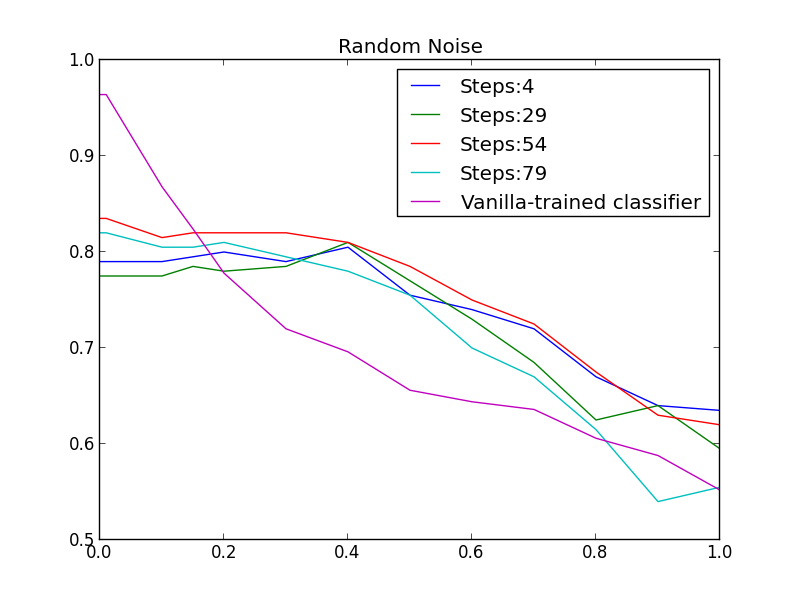 Random Noise
1.0
0.9
0.8
0.7
0.6
0.5
Steps:4
Steps:29
Steps:54
Steps:79
Vanilla-trained classifier
0.0 0.2 0.4 0.6 0.8 1.0